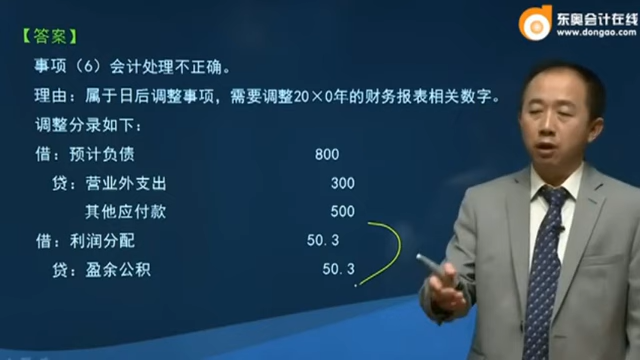 东奥会计在线
www.dongao.com
【答案】
事项（6）会计处理不正确。
理由：属于日后调整事项，需要调整20×0年的财务报表相关数字。
调整分录如下：
借：预计负债 800
贷：营业外支出 300
其他应付款 500
借：利润分配 50.3
贷：盈余公积 50.3